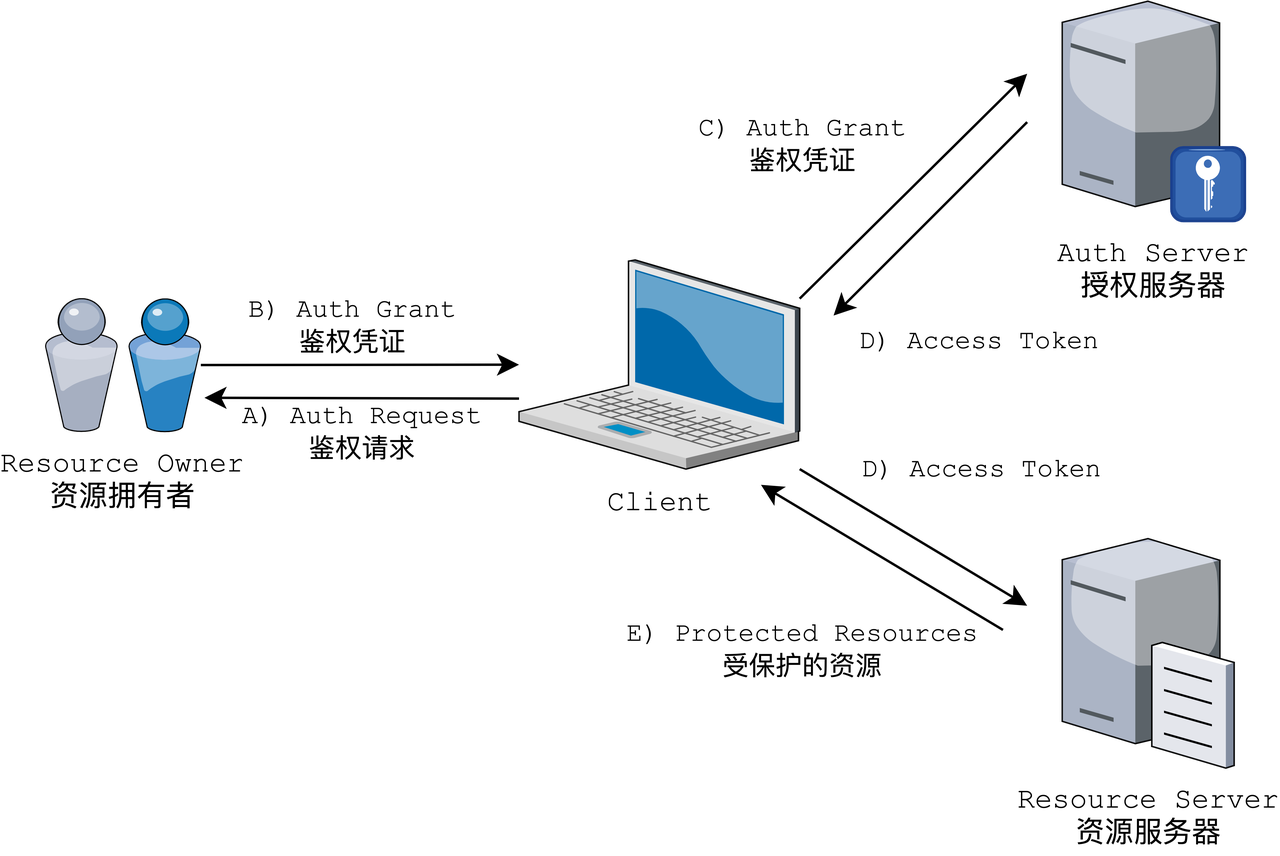 C) Auth Grant
鉴权凭证
Auth Server
授权服务器
B) Auth Grant
鉴权凭证
D) Access Token
A) Auth Request
鉴权请求
Resource Owner
资源拥有者
Client
D) Access Token
E) Protected Resources
受保护的资源
Resource Server
资源服务器